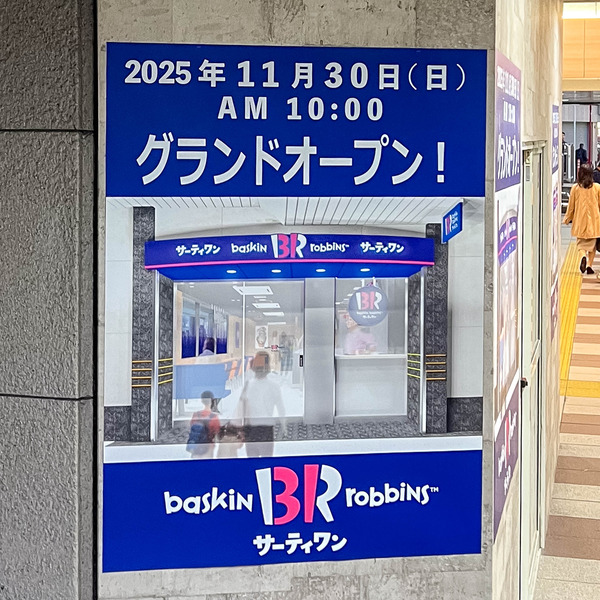 2025年11月30日(日)
AM 10:00
グランドオープン!
サーティワン baskin BR robbins™ サーティワン
BR
baskin BR robbins™
サーティワン